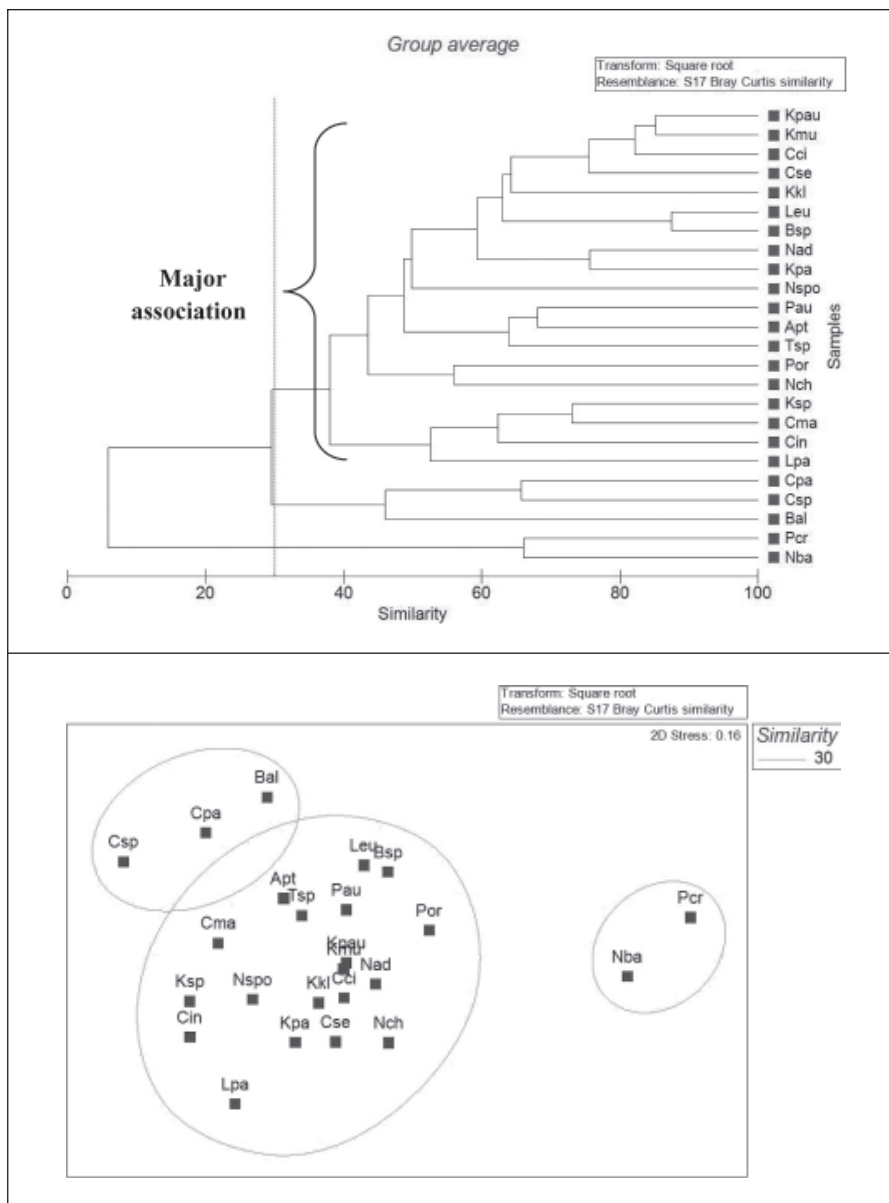 Group average
Transform: Square root
Resemblance: S17 Bray Curtis similarity
Major
association
Kpau
Kmu
Cci
Cse
Kkl
Leu
Bsp
Nad
Kpa
Nspo
Pau
Apt
Tsp
Por
Nch
Ksp
Cma
Cin
Lpa
Cpa
Csp
Bal
Pcr
Nba
Samples
0 20 40 60 80 100
Similarity
Transform: Square root
Resemblance: S17 Bray Curtis similarity
2D Stress: 0.16
Similarity
30
Bal
Cpa
Csp
Leu Bsp
Apt
Tsp
Pau
Por
Pcr
Cma
Kpau
Kmu
Nba
Ksp
Nspo
Kkl
Cci
Nad
Cin
Kpa
Cse
Nch
Lpa